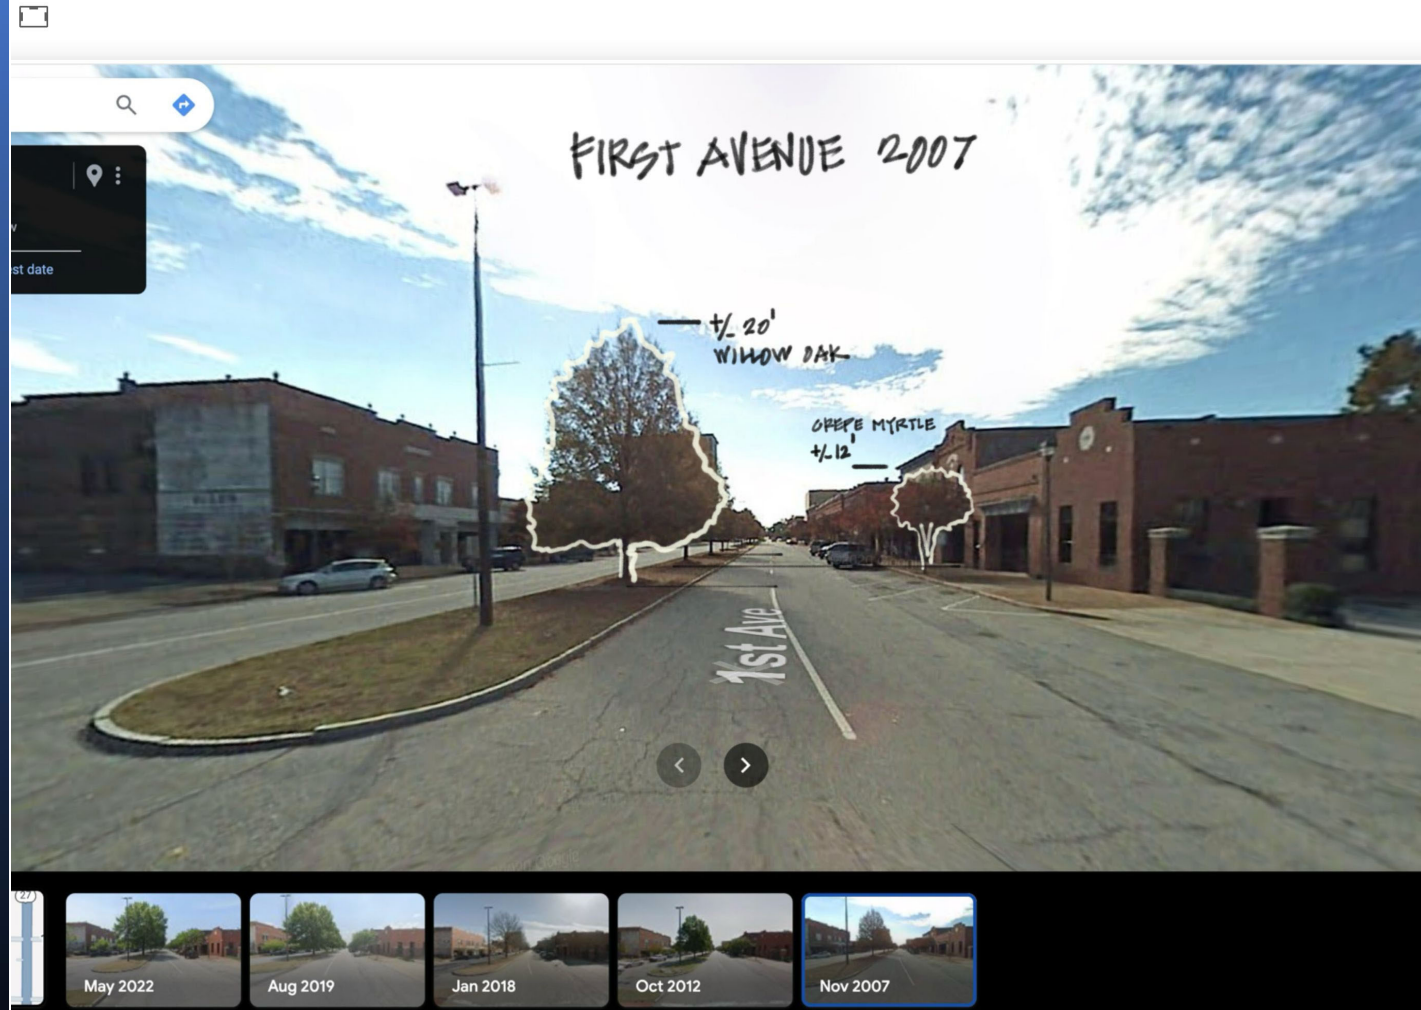 FIRST AVENUE 2007
st date
+/- 20'
WILLOW OAK
CREPE MYRTLE
+/- 12'
1st Ave
27
May 2022
Aug 2019
Jan 2018
Oct 2012
Nov 2007